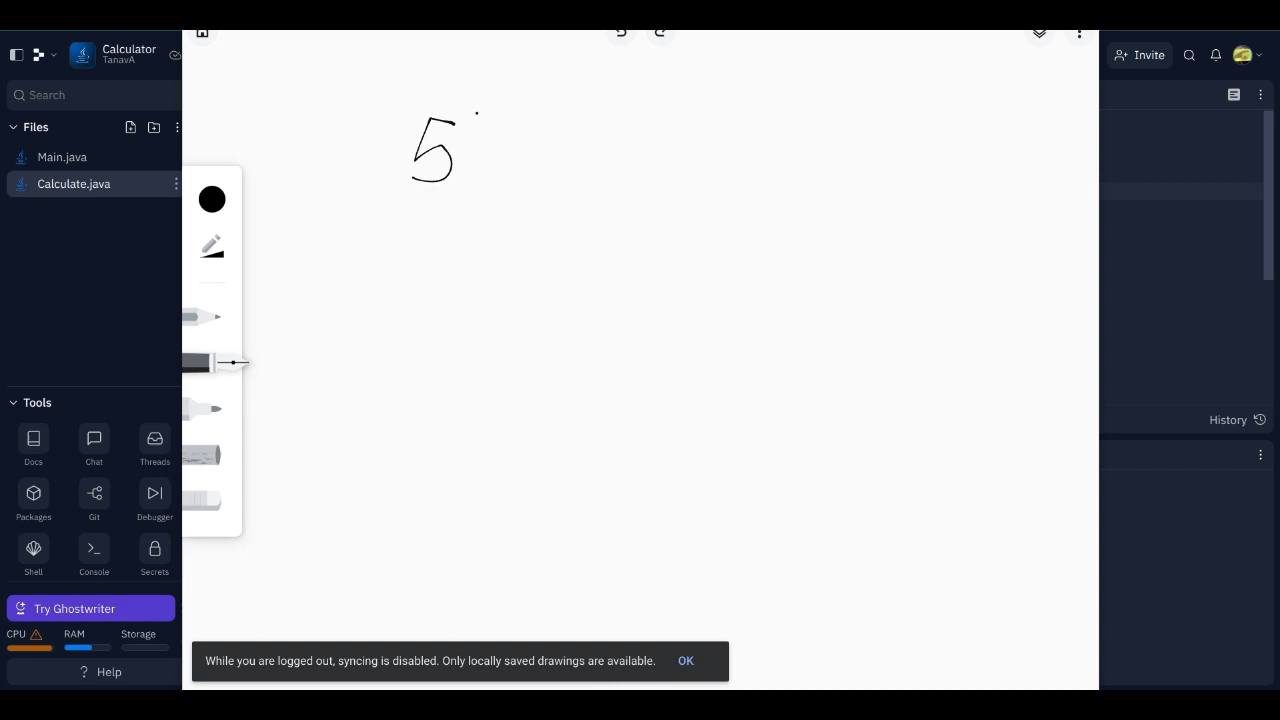 Calculator
TanavA
Invite
Search
Files
Main.java
Calculate.java
5
History
Tools
Docs
Chat
Threads
Packages
Git
Debugger
Shell
Console
Secrets
Try Ghostwriter
CPU
RAM
Storage
While you are logged out, syncing is disabled. Only locally saved drawings are available.
OK
? Help